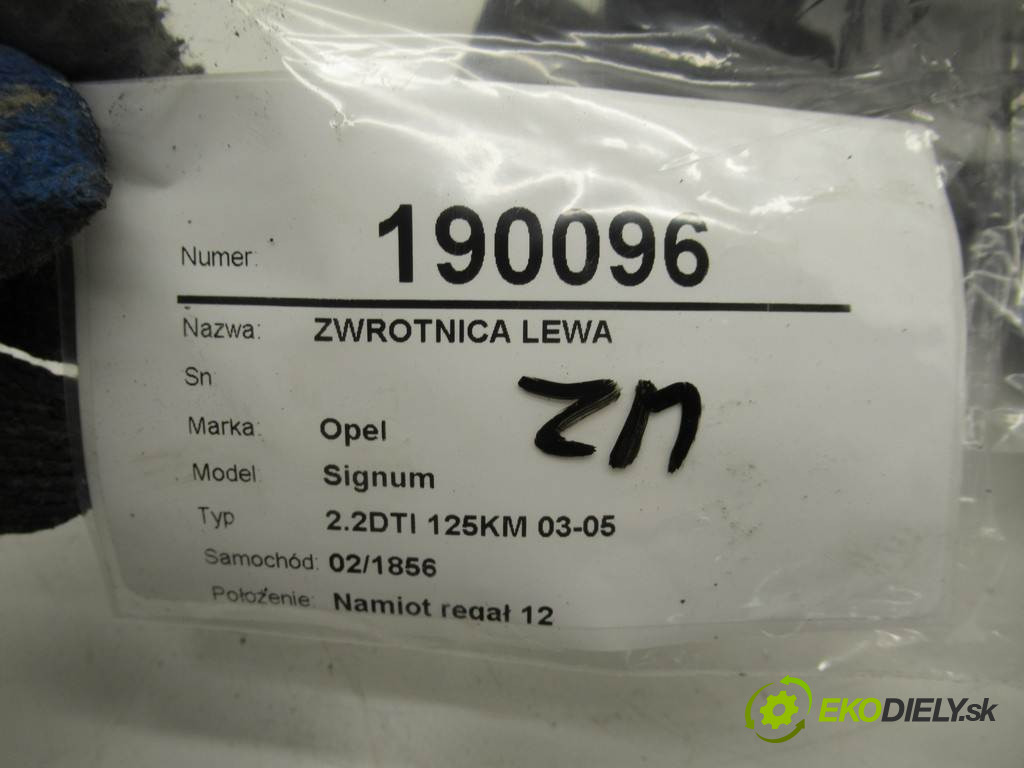 Numer: 190096
Nazwa: ZWROTNICA LEWA
Sn
ZN
Marka: Opel
Model Signum
Typ 2.2DTI 125KM 03-05
Samochód: 02/1856
Położenie: Namiot regał 12
EKODIELY.sk